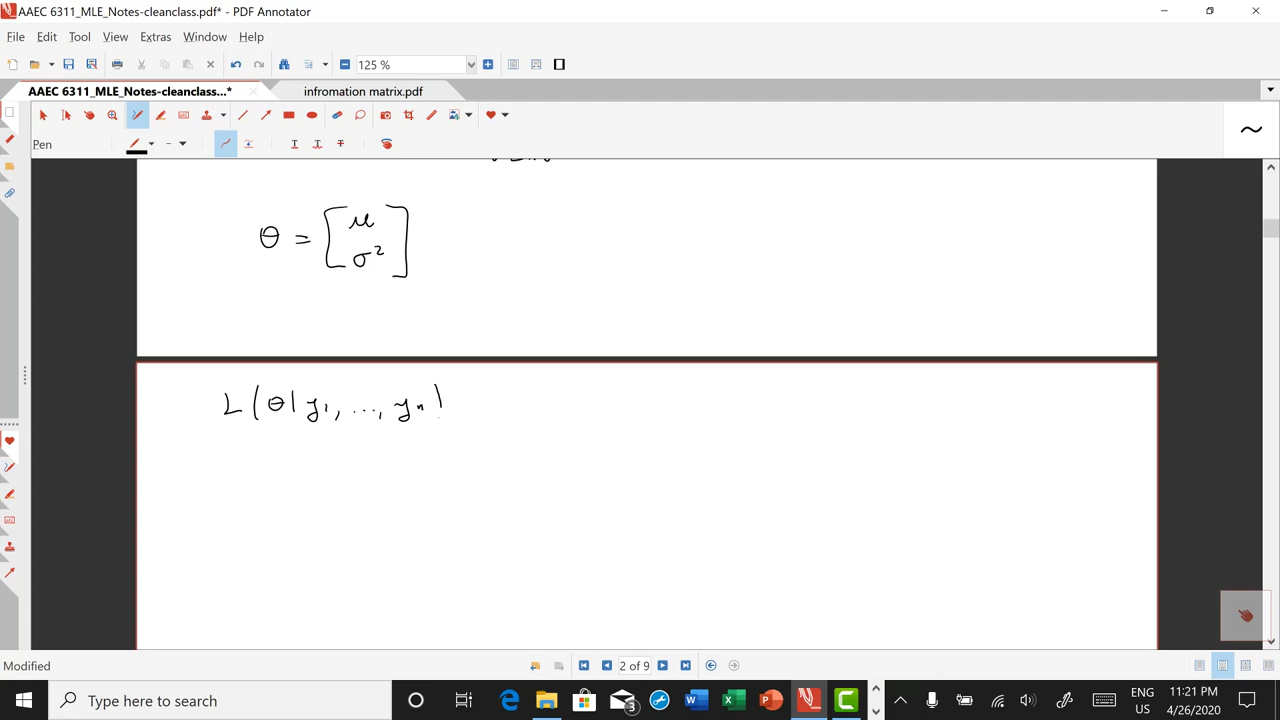 AAEC 6311_MLE_Notes-cleanclass.pdf* - PDF Annotator
File Edit Tool View Extras Window Help
125 %
AAEC 6311_MLE_Notes-cleanclass...* infromation matrix.pdf
Pen
θ = [ μ
σ² ]
L ( θ | y₁, ..., yₙ )
Modified
2 of 9
Type here to search
3
ENG
US
11:21 PM
4/26/2020